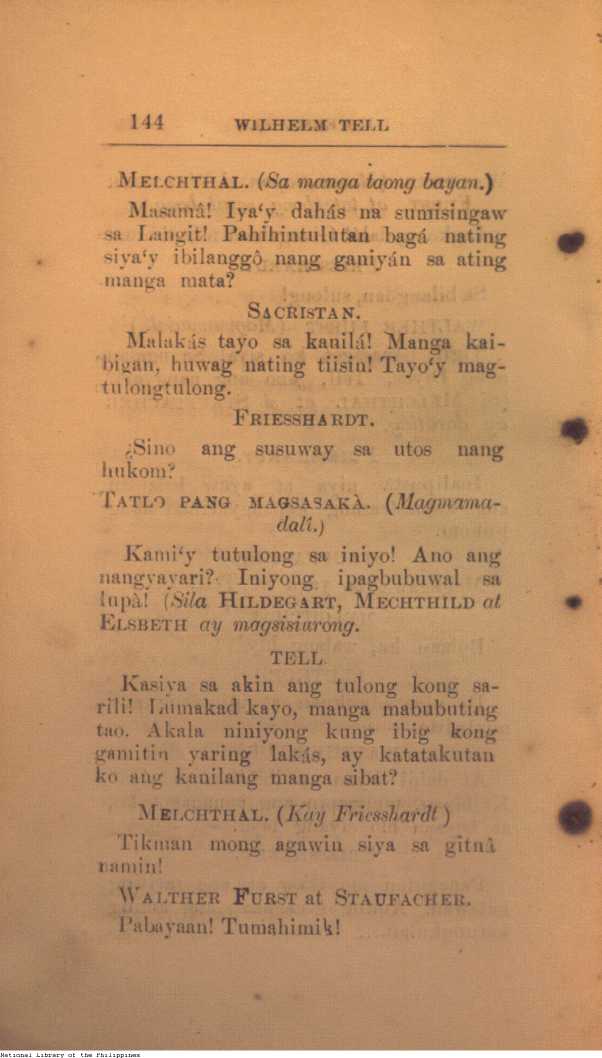 144 WILHELM TELL
MELCHTHAL. (Sa manga taong bayan.)
Masamâ! Iya‘y dahás na sumisingaw
sa Langit! Pahihintulutan bagá nating
siya‘y ibilanggô nang ganiyán sa ating
manga mata?
SACRISTAN.
Malakás tayo sa kanilá! Manga kai-
bigan, huwag nating tiisin! Tayo‘y mag-
tulongtulong.
FRIESSHARDT.
¿Sino ang susuway sa utos nang
hukom?
TATLO PANG MAGSASAKÀ. (Magmama-
dali.)
Kami‘y tutulong sa iniyo! Ano ang
nangyayari? Iniyong ipagbubuwal sa
lupà! (Sila HILDEGART, MECHTHILD at
ELSBETH ay magsisiurong.
TELL
Kasiya sa akin ang tulong kong sa-
rili! Lumakad kayo, manga mabubuting
tao. Akala niniyong kung ibig kong
gamitin yaring lakás, ay katatakutan
ko ang kanilang manga sibat?
MELCHTHAL. (Kay Friesshardt)
Tikman mong agawin siya sa gitnâ
namin!
WALTHER FURST at STAUFACHER.
Pabayaan! Tumahimik!
National Library of the Philippines